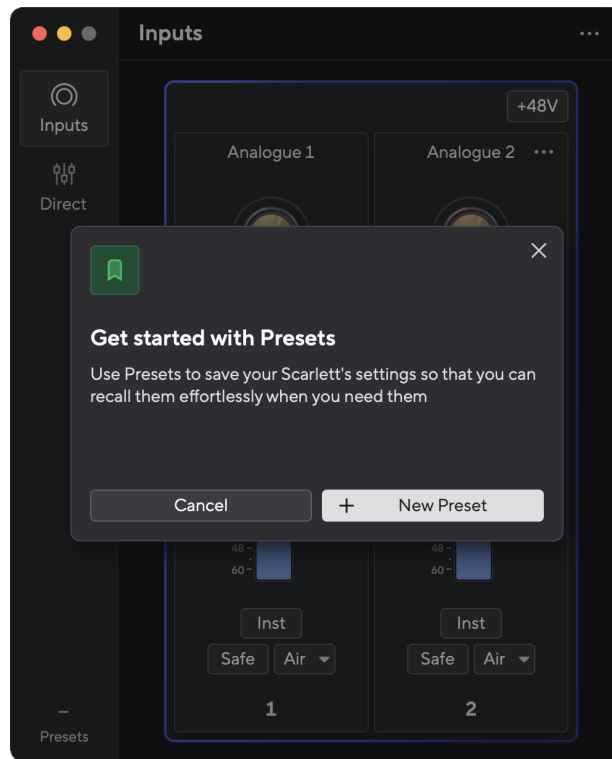 Inputs
Inputs
Direct
+48V
Analogue 1
Analogue 2
Get started with Presets
Use Presets to save your Scarlett's settings so that you can
recall them effortlessly when you need them
Cancel
+ New Preset
48
60
48
60
Inst
Inst
Safe
Air
Safe
Air
1
2
Presets